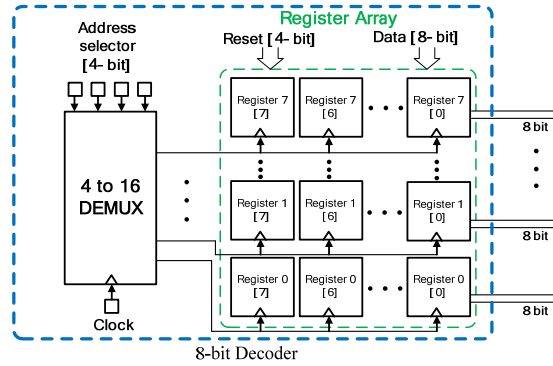 Register Array
Address
selector
[4- bit]
Reset [4- bit]
Data [8- bit]
Register 7
[7]
Register 7
[6]
Register 7
[0]
8 bit
4 to 16
DEMUX
Register 1
[7]
Register 1
[6]
Register 1
[0]
8 bit
Register 0
[7]
Register 0
[6]
Register 0
[0]
8 bit
Clock
8-bit Decoder